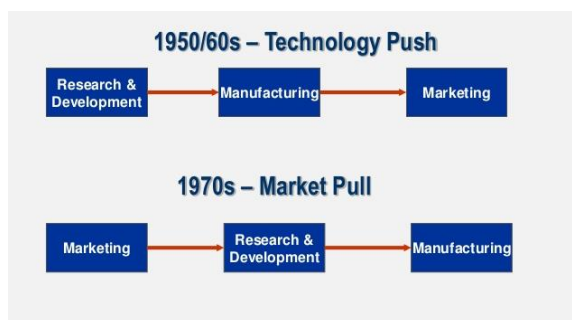 1950/60s – Technology Push
Research &
Development
Manufacturing
Marketing
1970s – Market Pull
Marketing
Research &
Development
Manufacturing